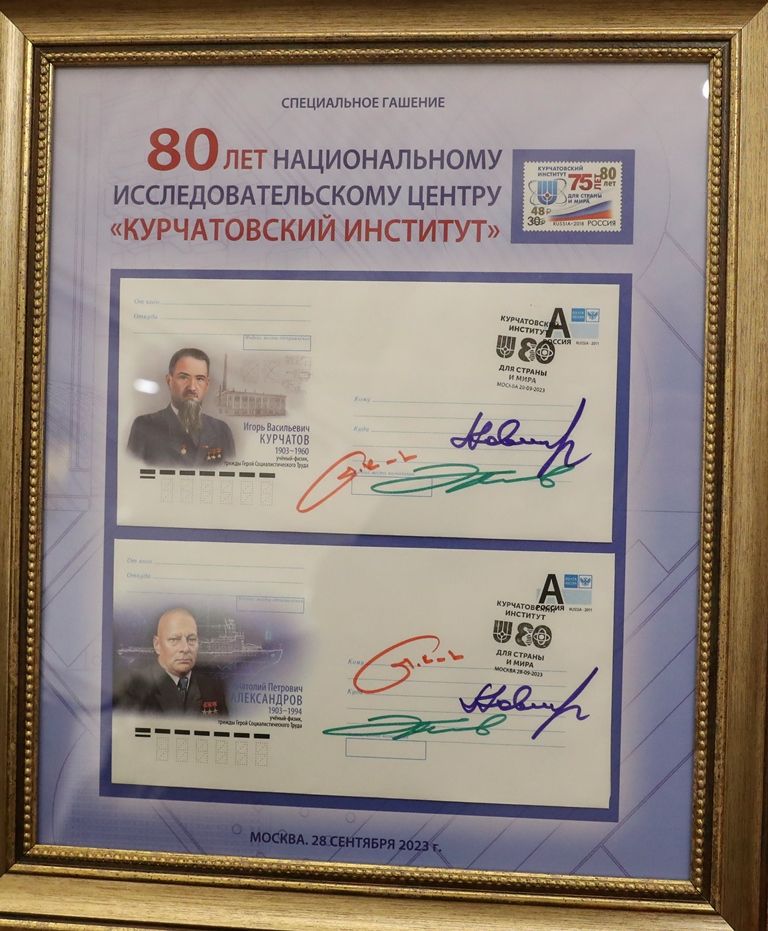 СПЕЦИАЛЬНОЕ ГАШЕНИЕ
80 ЛЕТ НАЦИОНАЛЬНОМУ
ИССЛЕДОВАТЕЛЬСКОМУ ЦЕНТРУ
«КУРЧАТОВСКИЙ ИНСТИТУТ»
КУРЧАТОВСКИЙ
ИНСТИТУТ
75 ЛЕТ
80 ЛЕТ
ДЛЯ СТРАНЫ
И МИРА
48 ₽
30 ₽
RUSSIA•2018 РОССИЯ
От кого
Откуда
КУРЧАТОВСКИЙ
ИНСТИТУТ
А
РОССИЯ
RUSSIA • 2011
80
ДЛЯ СТРАНЫ
И МИРА
МОСКВА 28-09-2023
Кому
Куда
Игорь Васильевич
КУРЧАТОВ
1903–1960
учёный-физик,
трижды Герой Социалистического Труда
От кого
Откуда
КУРЧАТОВСКИЙ
ИНСТИТУТ
А
РОССИЯ
RUSSIA • 2011
80
ДЛЯ СТРАНЫ
И МИРА
МОСКВА 28-09-2023
Кому
Анатолий Петрович
АЛЕКСАНДРОВ
1903–1994
учёный-физик,
трижды Герой Социалистического Труда
МОСКВА. 28 СЕНТЯБРЯ 2023 г.